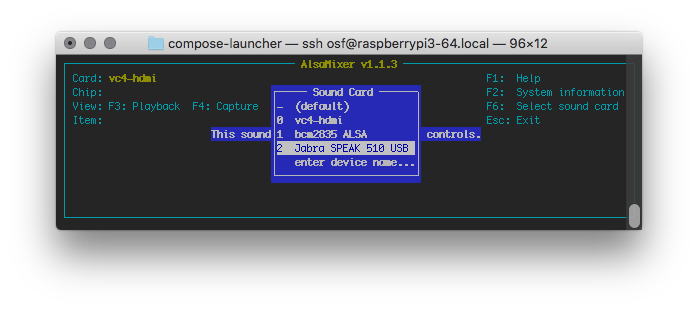 compose-launcher — ssh osf@raspberrypi3-64.local — 96×12
AlsaMixer v1.1.3
Card: vc4-hdmi F1: Help
Chip: Sound Card F2: System information
View: F3: Playback F4: Capture - (default) F6: Select sound card
Item: 0 vc4-hdmi Esc: Exit
This sound 1 bcm2835 ALSA controls.
2 Jabra SPEAK 510 USB
enter device name...